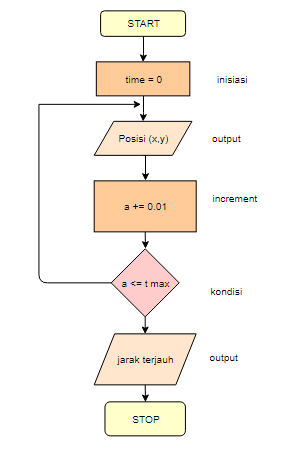 START
time = 0
inisiasi
Posisi (x,y)
output
a += 0.01
increment
a <= t max
kondisi
jarak terjauh
output
STOP